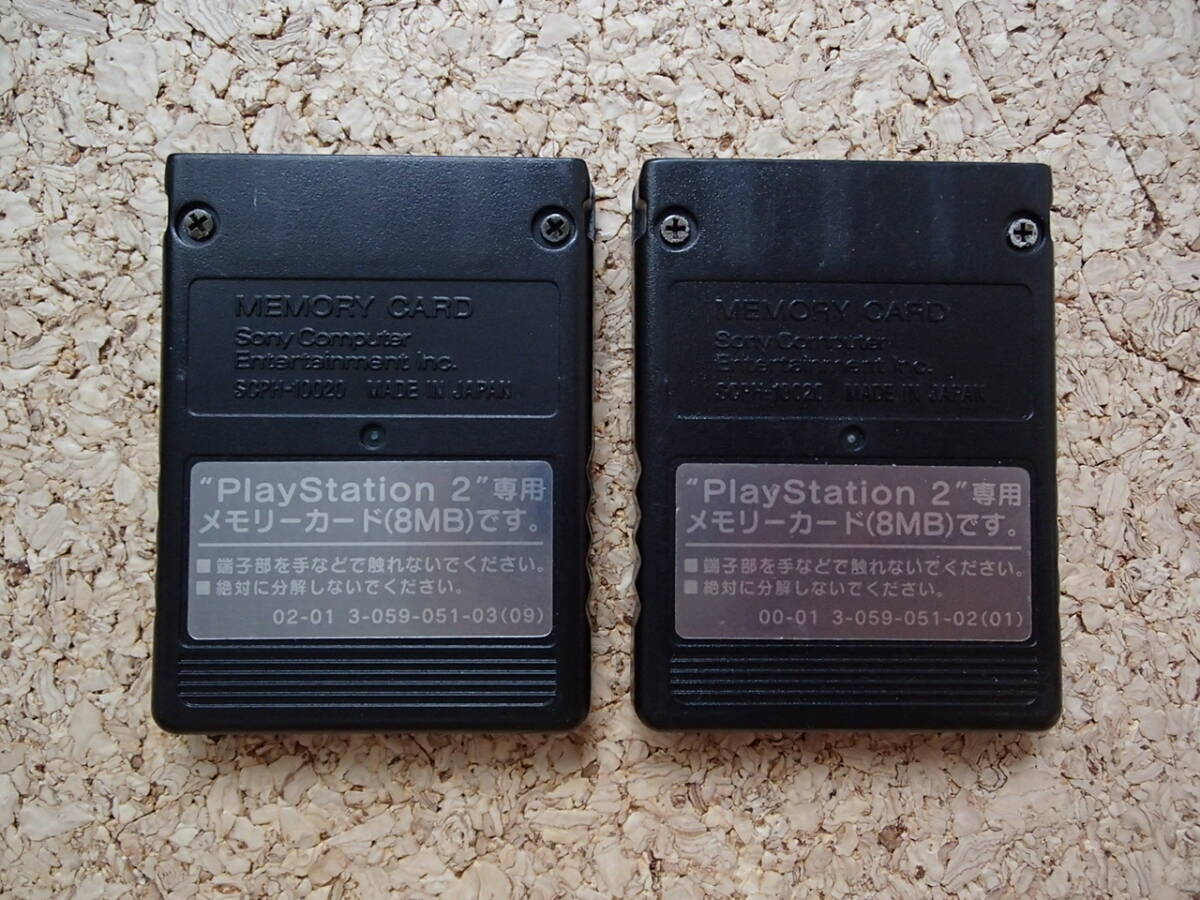 MEMORY CARD
Sony Computer
Entertainment Inc.
SCPH-10020 MADE IN JAPAN
“PlayStation 2”専用
メモリーカード(8MB)です。
■端子部を手などで触れないでください。
■絶対に分解しないでください。
02-01 3-059-051-03(09)
MEMORY CARD
Sony Computer
Entertainment Inc.
SCPH-10020 MADE IN JAPAN
“PlayStation 2”専用
メモリーカード(8MB)です。
■端子部を手などで触れないでください。
■絶対に分解しないでください。
00-01 3-059-051-02(01)